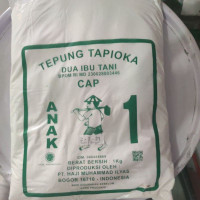 TEPUNG TAPIOKA
DUA IBU TANI
CAP
ANAK
1
BERAT BERSIH 1Kg
DIPRODUKSI OLEH
PT. HAJI MUHAMMAD ILYAS
BOGOR 16710 - INDONESIA